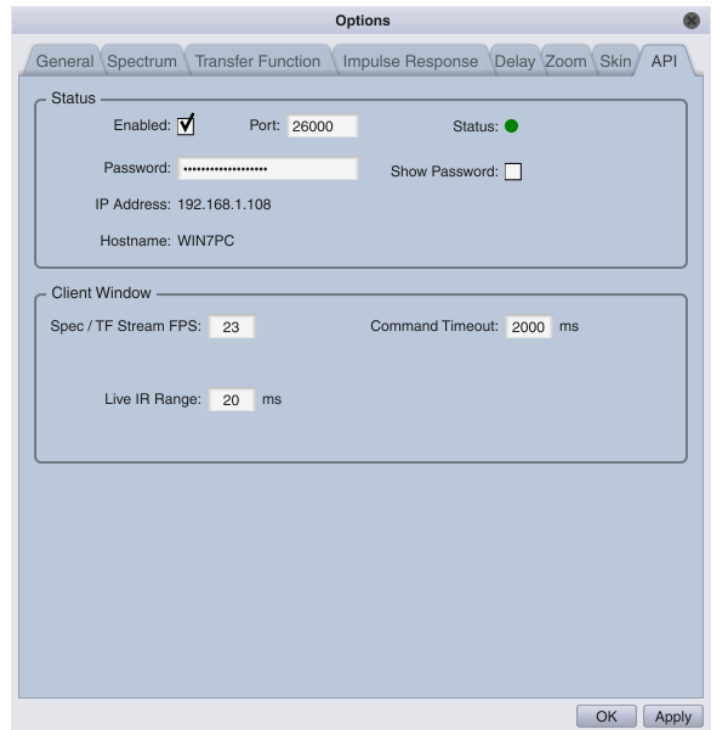 Options
General Spectrum Transfer Function Impulse Response Delay Zoom Skin API
Status
Enabled: Port: 26000 Status:
Password: ••••••••••••••••••• Show Password:
IP Address: 192.168.1.108
Hostname: WIN7PC
Client Window
Spec / TF Stream FPS: 23 Command Timeout: 2000 ms
Live IR Range: 20 ms
OK Apply